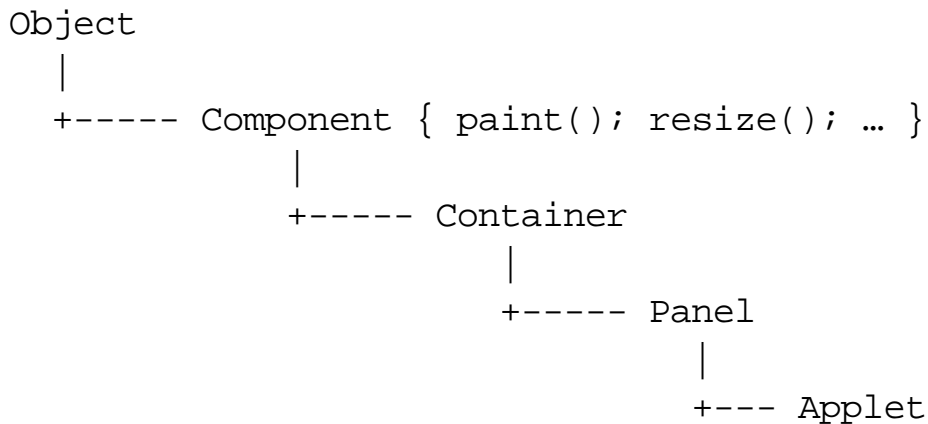 Object
|
+----- Component { paint(); resize(); … }
|
+----- Container
|
+----- Panel
|
+--- Applet